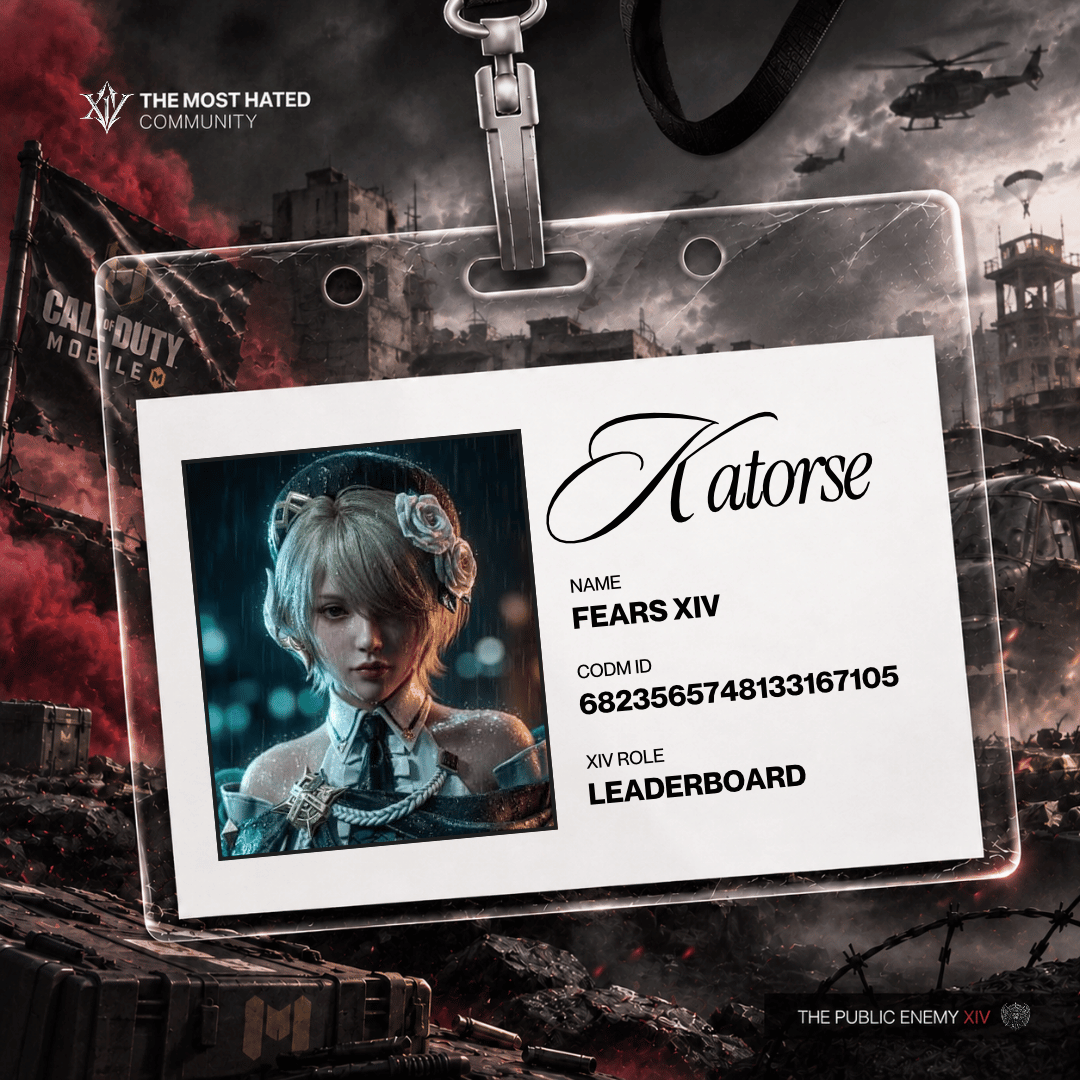 XIV THE MOST HATED
COMMUNITY
CALL OF DUTY
MOBILE
Katorse
NAME
FEARS XIV
CODM ID
6823565748133167105
XIV ROLE
LEADERBOARD
THE PUBLIC ENEMY XIV